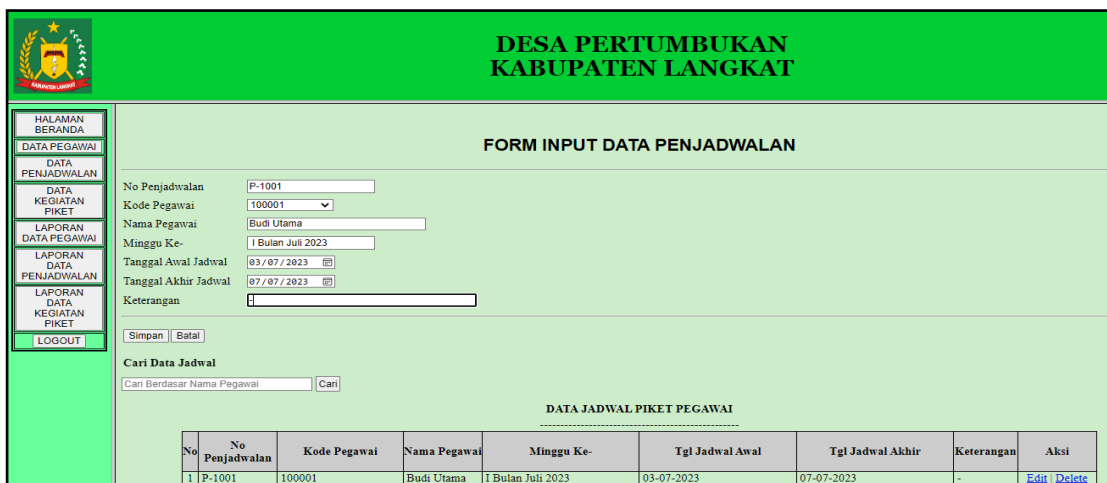 DESA PERTUMBUKAN
KABUPATEN LANGKAT
KABUPATEN LANGKAT
HALAMAN
BERANDA
DATA PEGAWAI
DATA
PENJADWALAN
DATA
KEGIATAN
PIKET
LAPORAN
DATA PEGAWAI
LAPORAN
DATA
PENJADWALAN
LAPORAN
DATA
KEGIATAN
PIKET
LOGOUT
FORM INPUT DATA PENJADWALAN
No Penjadwalan P-1001
Kode Pegawai 100001
Nama Pegawai Budi Utama
Minggu Ke- I Bulan Juli 2023
Tanggal Awal Jadwal 03/07/2023
Tanggal Akhir Jadwal 07/07/2023
Keterangan -
Simpan Batal
Cari Data Jadwal
Cari Berdasar Nama Pegawai Cari
DATA JADWAL PIKET PEGAWAI
--------------------------------------------------
No No Penjadwalan Kode Pegawai Nama Pegawai Minggu Ke- Tgl Jadwal Awal Tgl Jadwal Akhir Keterangan Aksi
1 P-1001 100001 Budi Utama I Bulan Juli 2023 03-07-2023 07-07-2023 - Edit | Delete